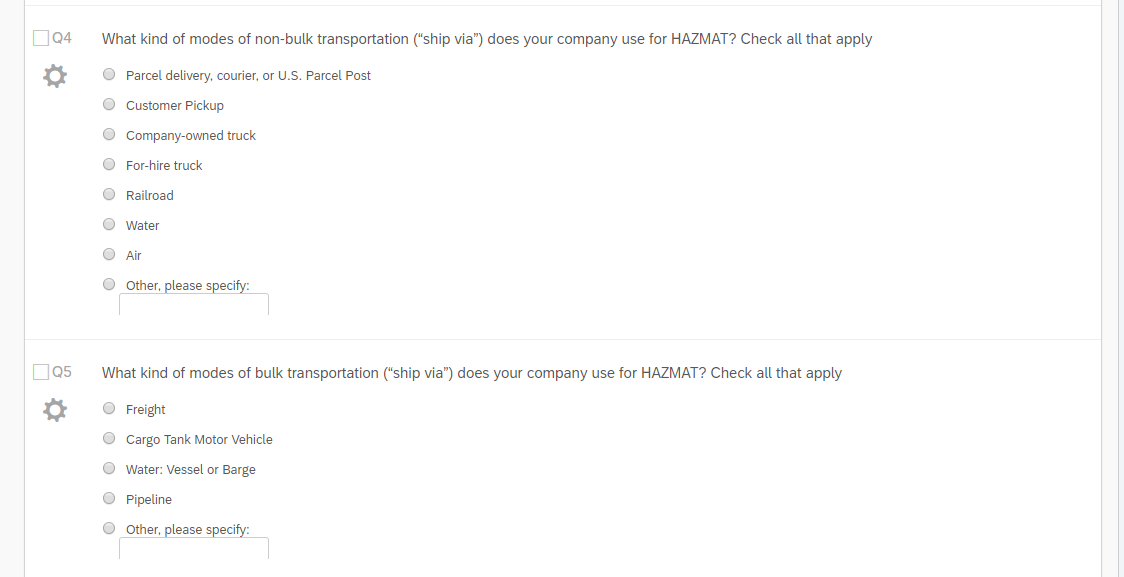 Q4 What kind of modes of non-bulk transportation (“ship via”) does your company use for HAZMAT? Check all that apply
Parcel delivery, courier, or U.S. Parcel Post
Customer Pickup
Company-owned truck
For-hire truck
Railroad
Water
Air
Other, please specify:
Q5 What kind of modes of bulk transportation (“ship via”) does your company use for HAZMAT? Check all that apply
Freight
Cargo Tank Motor Vehicle
Water: Vessel or Barge
Pipeline
Other, please specify: